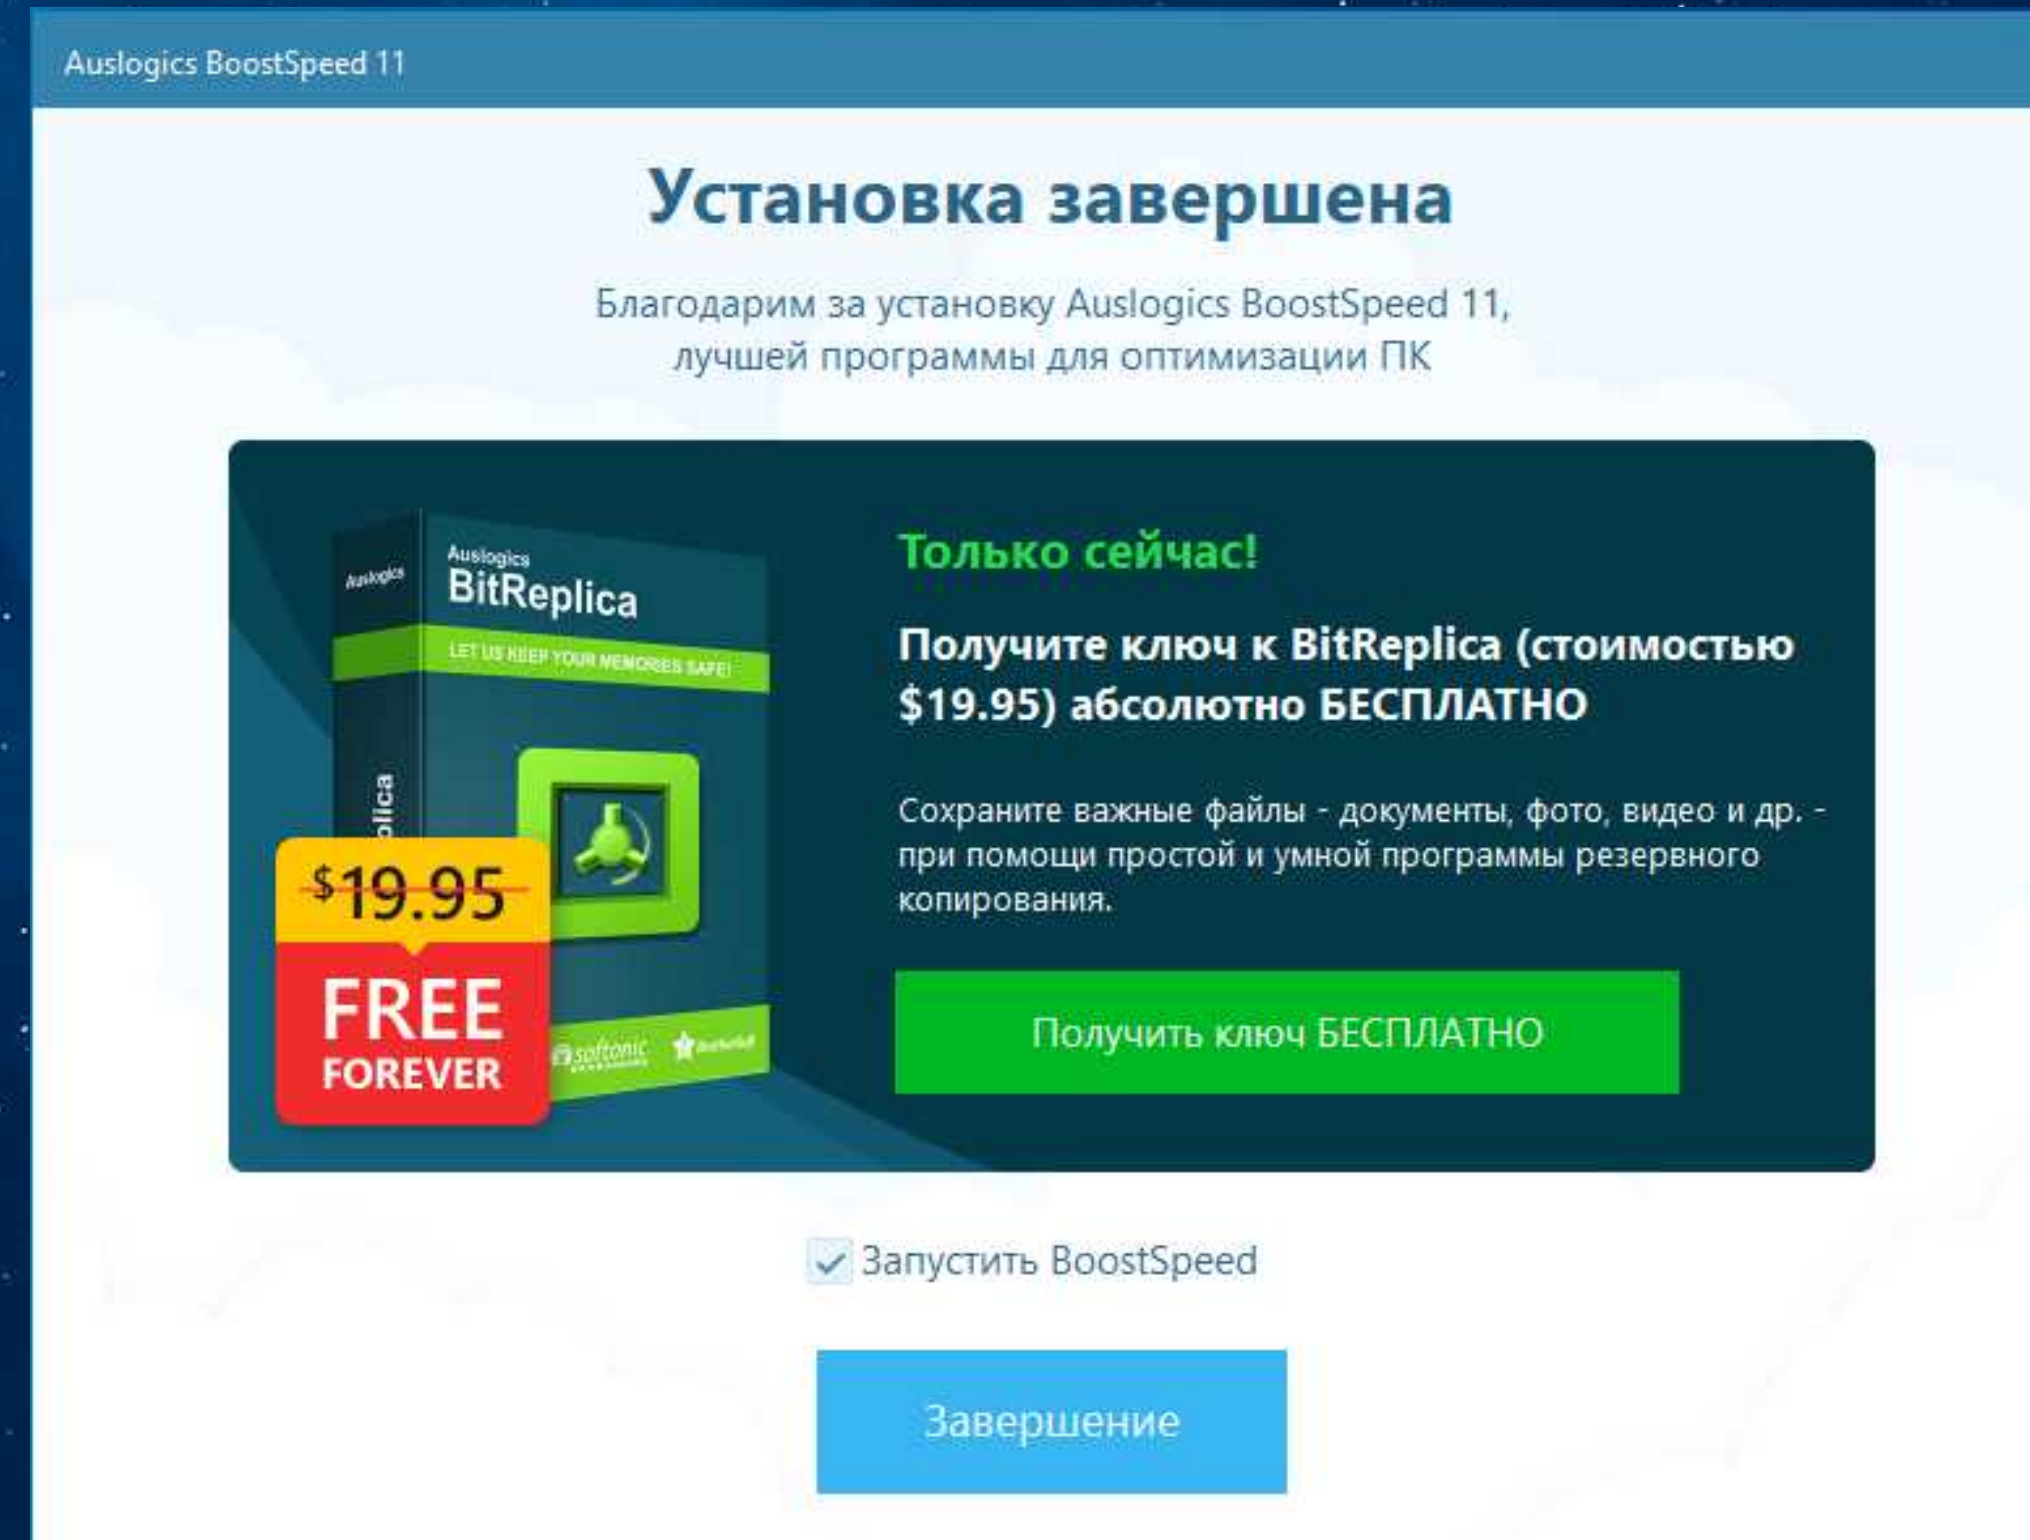 Auslogics BoostSpeed 11
Установка завершена
Благодарим за установку Auslogics BoostSpeed 11,
лучшей программы для оптимизации ПК
Auslogics
Auslogics
BitReplica
LET US KEEP YOUR MEMORIES SAFE!
plica
$19.95
FREE
FOREVER
softonic
Только сейчас!
Получите ключ к BitReplica (стоимостью
$19.95) абсолютно БЕСПЛАТНО
Сохраните важные файлы - документы, фото, видео и др. -
при помощи простой и умной программы резервного
копирования.
Получить ключ БЕСПЛАТНО
Запустить BoostSpeed
Завершение